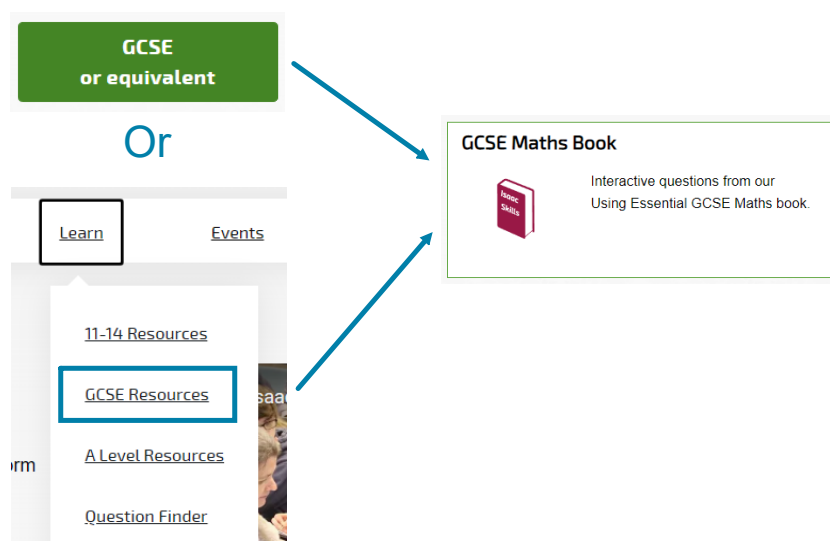 GCSE
or equivalent
Or
Learn
Events
11-14 Resources
GCSE Resources
A Level Resources
Question Finder
GCSE Maths Book
Isaac
Skills
Interactive questions from our
Using Essential GCSE Maths book.